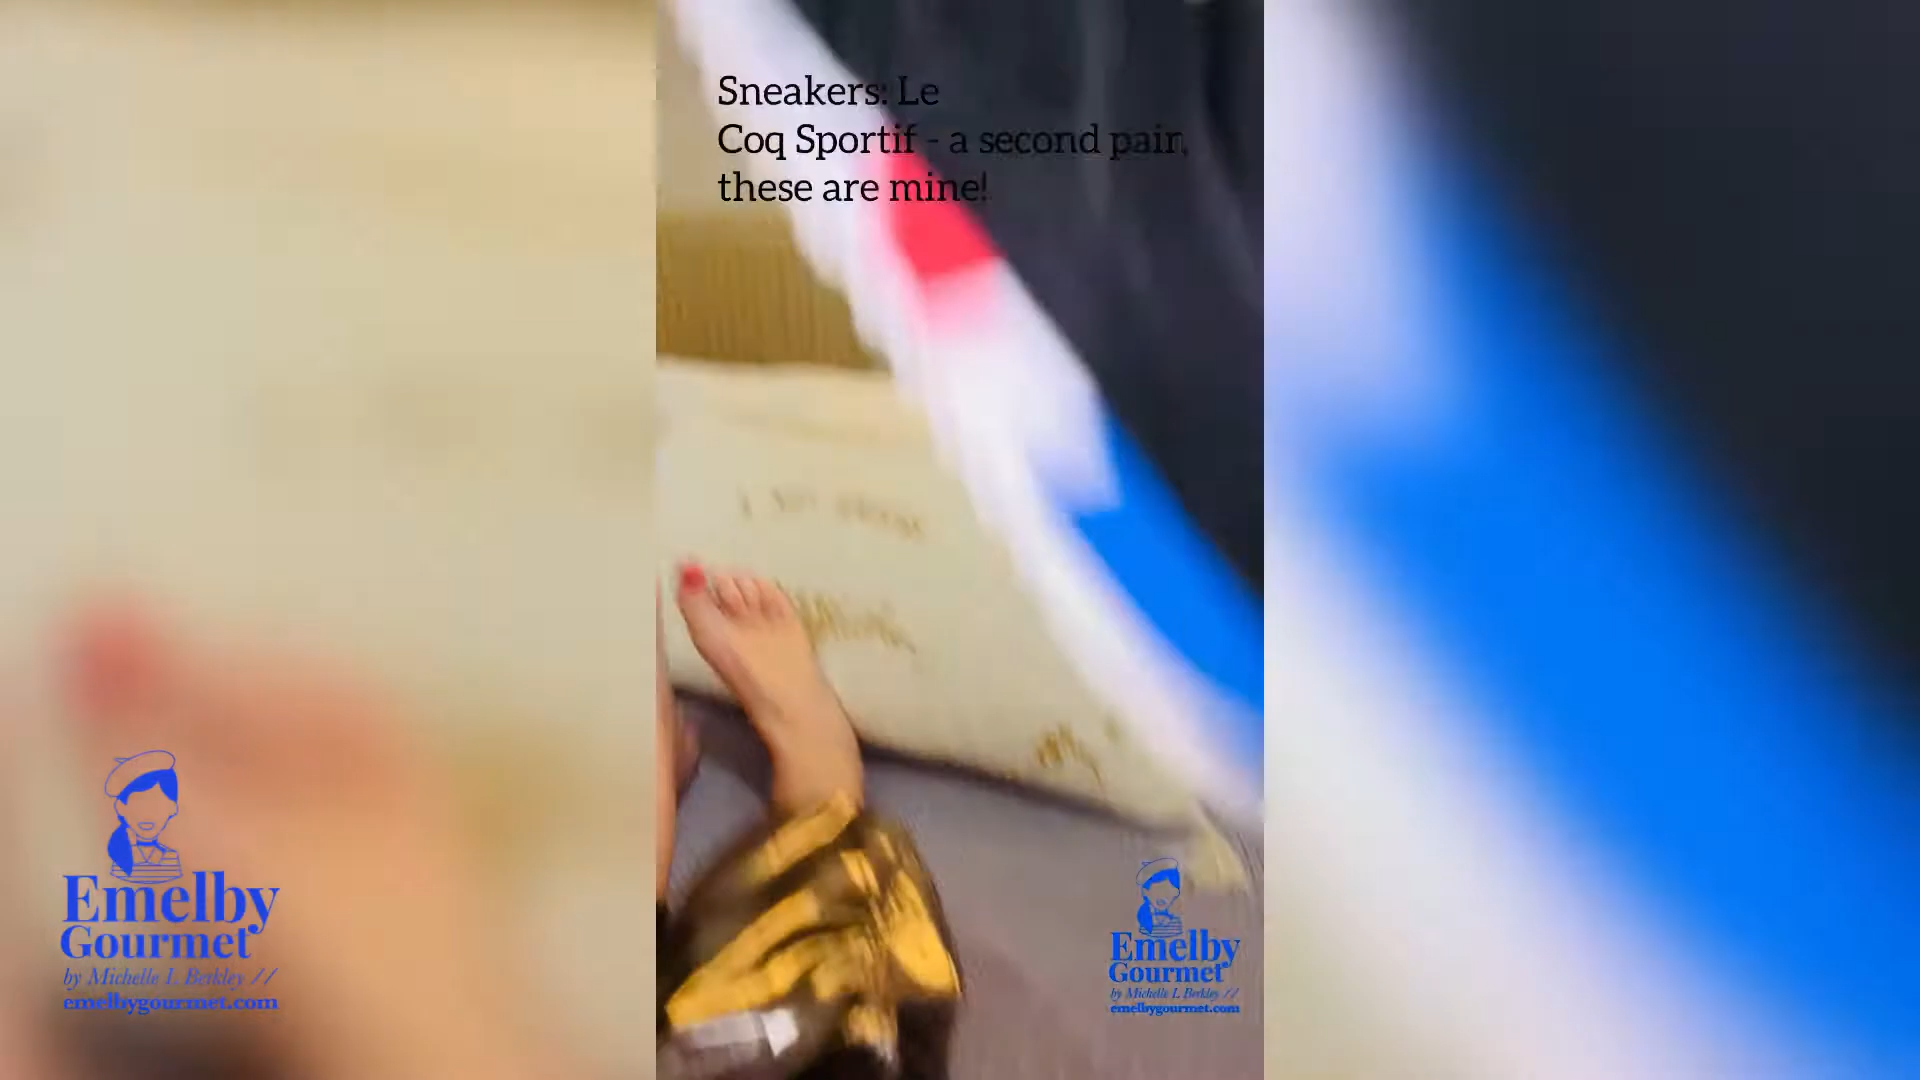 Sneakers: Le
Coq Sportif - a second pair,
these are mine!
Emelby
Gourmet
by Michelle L. Berkley //
emelbygourmet.com
Emelby
Gourmet
by Michelle L. Berkley //
emelbygourmet.com